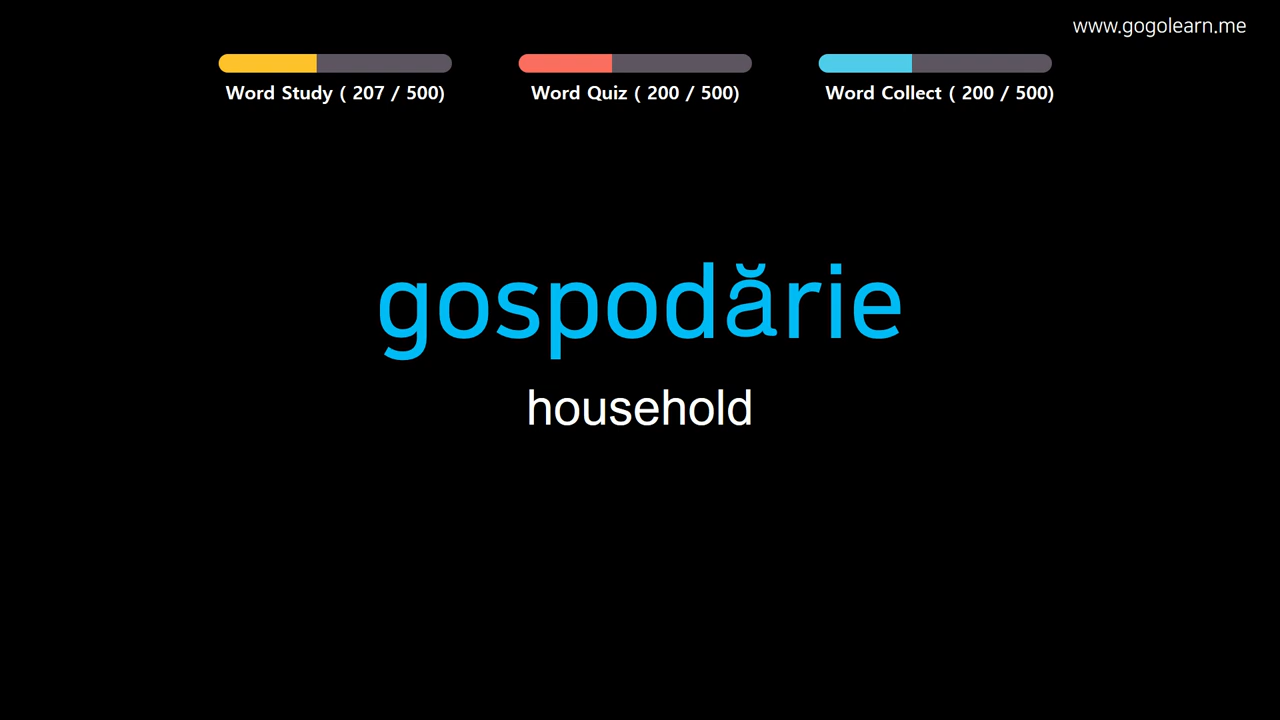 www.gogolearn.me
Word Study ( 207 / 500)
Word Quiz ( 200 / 500)
Word Collect ( 200 / 500)
gospodărie
household